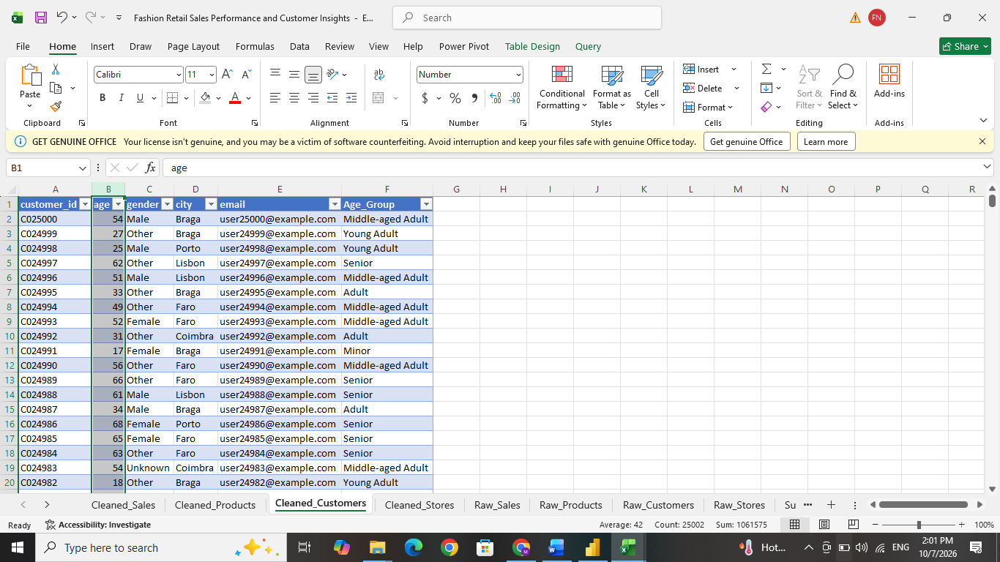 Fashion Retail Sales Performance and Customer Insights - E... Search FN
File Home Insert Draw Page Layout Formulas Data Review View Help Power Pivot Table Design Query Share
Paste Calibri 11 A A ab Number Conditional Formatting Format as Table Cell Styles Insert Delete Format Sort & Filter Find & Select Add-ins
B I U A $ % , .00
Clipboard Font Alignment Number Styles Cells Editing Add-ins
GET GENUINE OFFICE Your license isn't genuine, and you may be a victim of software counterfeiting. Avoid interruption and keep your files safe with genuine Office today. Get genuine Office Learn more
B1 fx age
A B C D E F G H I J K L M N O P Q R
1 customer_id age gender city email Age_Group
2 C025000 54 Male Braga user25000@example.com Middle-aged Adult
3 C024999 27 Other Braga user24999@example.com Young Adult
4 C024998 25 Male Porto user24998@example.com Young Adult
5 C024997 62 Other Lisbon user24997@example.com Senior
6 C024996 51 Male Lisbon user24996@example.com Middle-aged Adult
7 C024995 33 Other Braga user24995@example.com Adult
8 C024994 49 Other Faro user24994@example.com Middle-aged Adult
9 C024993 52 Female Faro user24993@example.com Middle-aged Adult
10 C024992 31 Other Coimbra user24992@example.com Adult
11 C024991 17 Female Braga user24991@example.com Minor
12 C024990 56 Other Faro user24990@example.com Middle-aged Adult
13 C024989 66 Other Faro user24989@example.com Senior
14 C024988 61 Male Lisbon user24988@example.com Senior
15 C024987 34 Male Braga user24987@example.com Adult
16 C024986 68 Female Porto user24986@example.com Senior
17 C024985 65 Female Faro user24985@example.com Senior
18 C024984 63 Other Faro user24984@example.com Senior
19 C024983 54 Unknown Coimbra user24983@example.com Middle-aged Adult
20 C024982 18 Other Braga user24982@example.com Young Adult
Cleaned_Sales Cleaned_Products Cleaned_Customers Cleaned_Stores Raw_Sales Raw_Products Raw_Customers Raw_Stores Su ...
Ready Accessibility: Investigate Average: 42 Count: 25002 Sum: 1061575 100%
Type here to search Hot... ENG 2:01 PM
10/7/2026